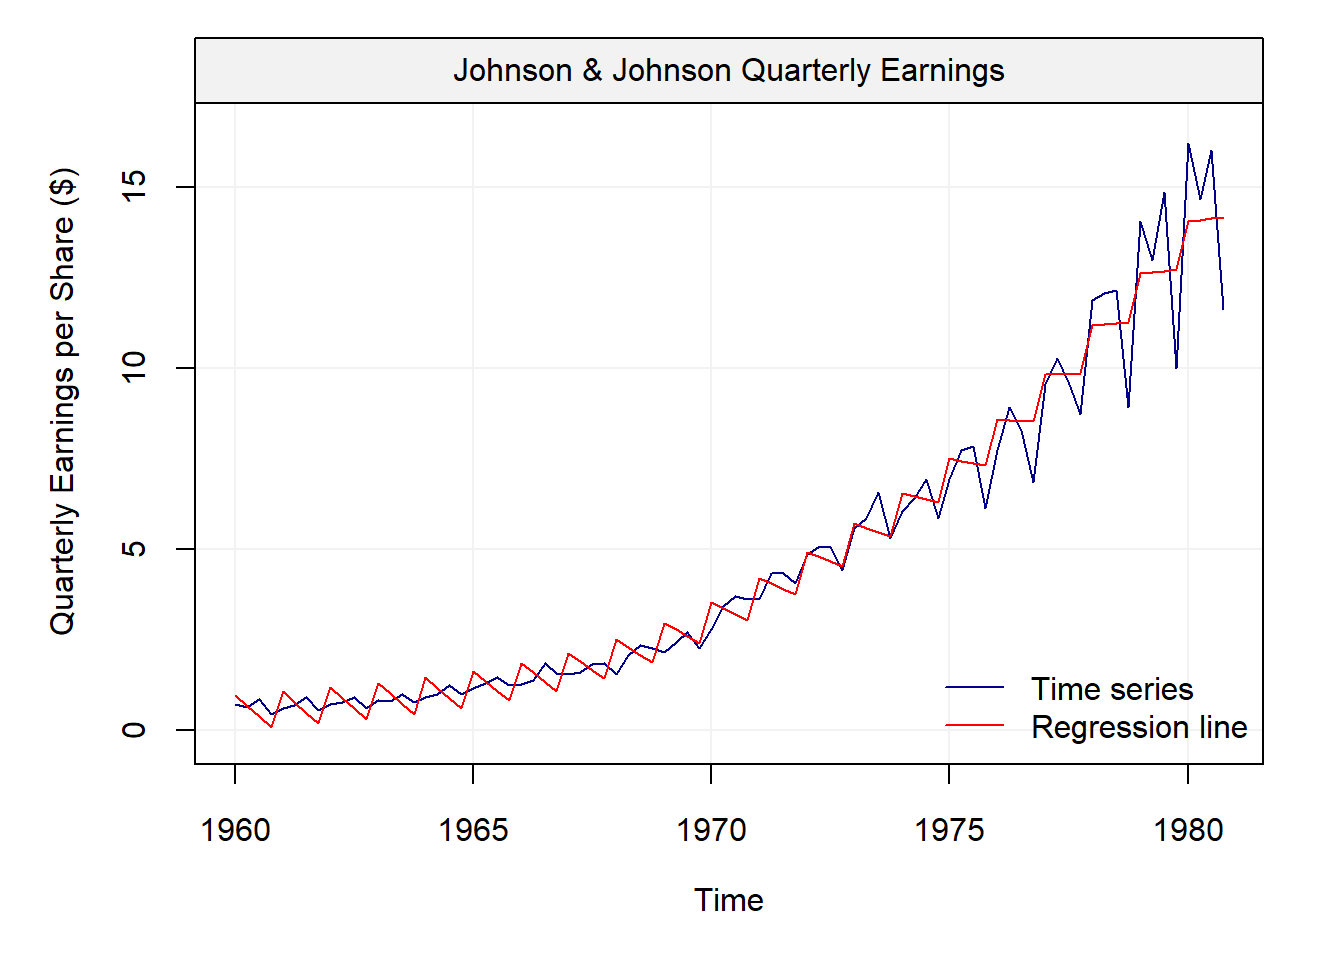 Johnson & Johnson Quarterly Earnings
Quarterly Earnings per Share ($)
15
10
5
0
Time series
Regression line
1960 1965 1970 1975 1980
Time